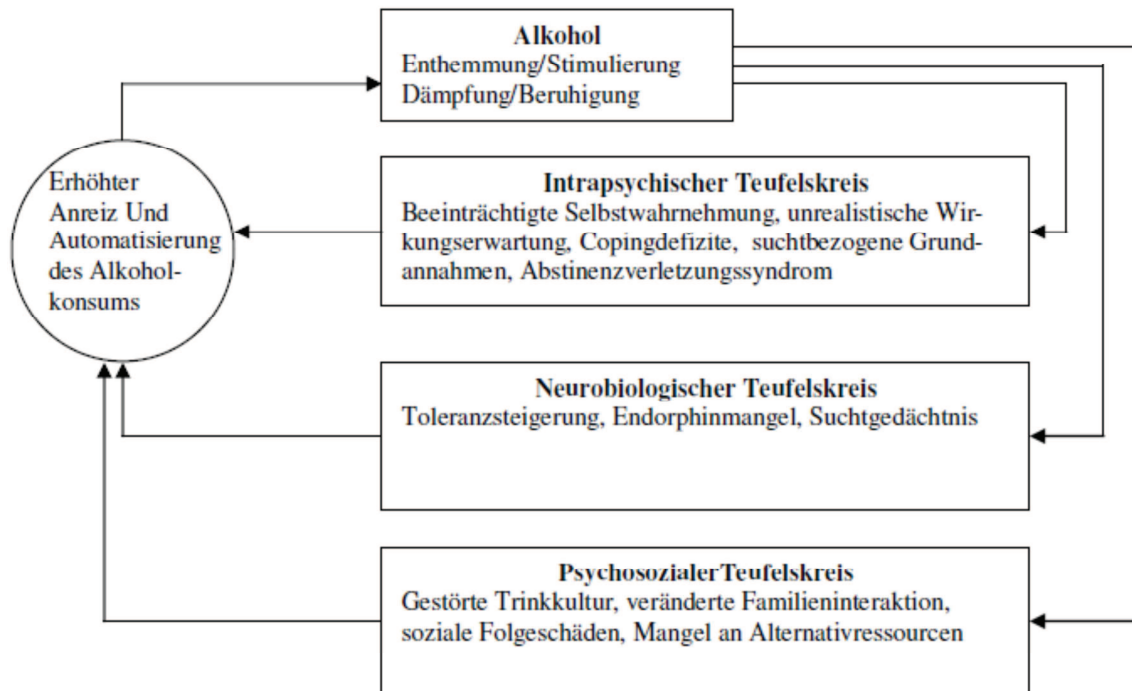 Alkohol
Enthemmung/Stimulierung
Dämpfung/Beruhigung
Erhöhter
Anreiz Und
Automatisierung
des Alkohol-
konsums
Intrapsychischer Teufelskreis
Beeinträchtigte Selbstwahrnehmung, unrealistische Wir-
kungserwartung, Copingdefizite, suchtbezogene Grund-
annahmen, Abstinenzverletzungssyndrom
Neurobiologischer Teufelskreis
Toleranzsteigerung, Endorphinmangel, Suchtgedächtnis
PsychosozialerTeufelskreis
Gestörte Trinkkultur, veränderte Familieninteraktion,
soziale Folgeschäden, Mangel an Alternativressourcen